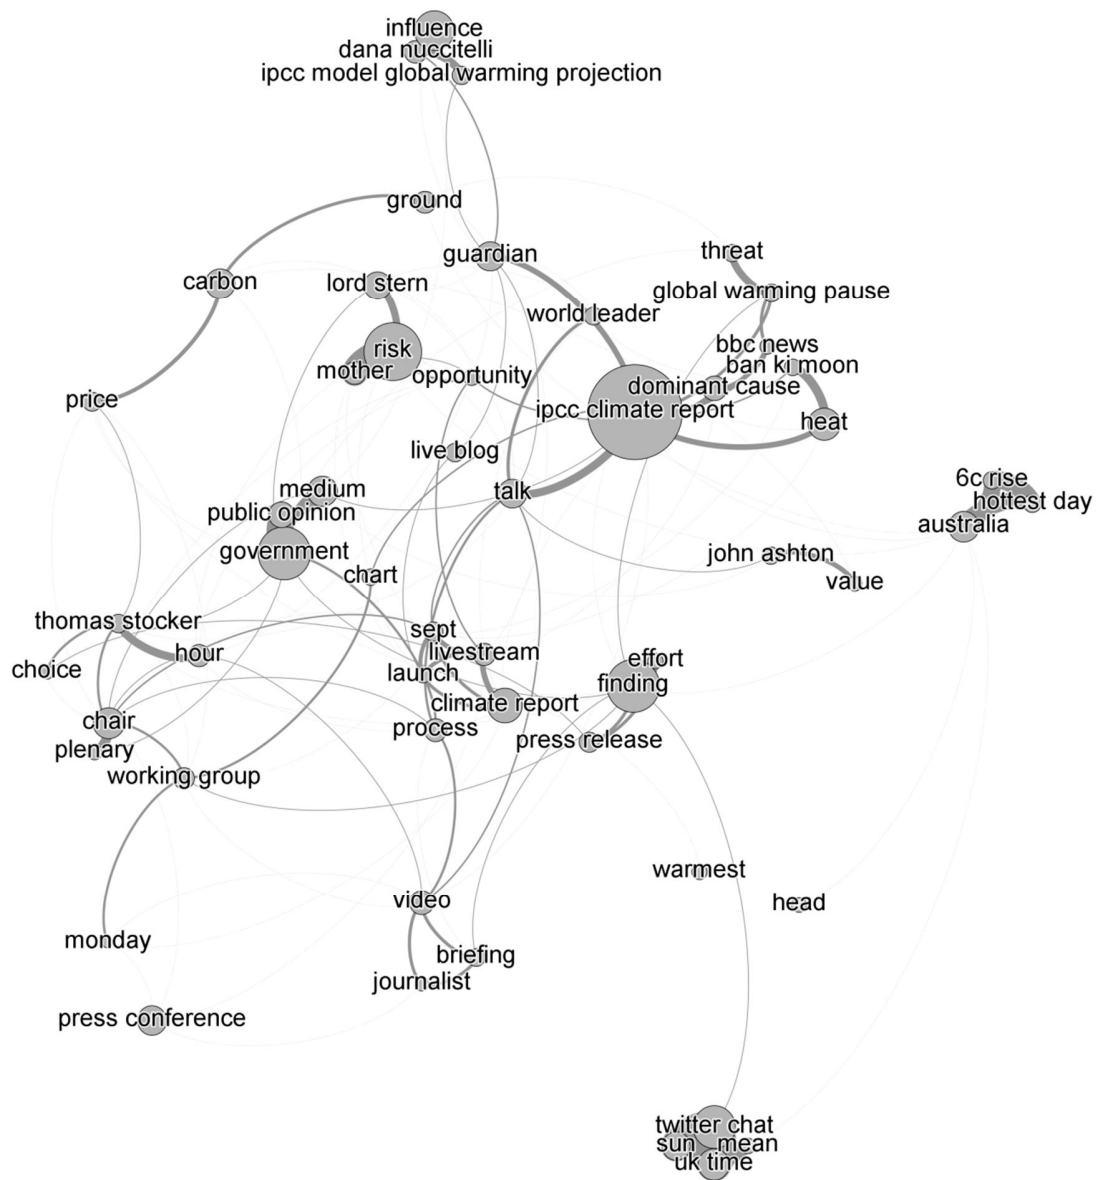 influence
dana nuccitelli
ipcc model global warming projection
ground
guardian
threat
carbon
lord stern
global warming pause
world leader
bbc news
risk
ban ki moon
mother
opportunity
dominant cause
price
ipcc climate report
heat
live blog
6c rise
medium
talk
hottest day
public opinion
australia
government
john ashton
chart
value
thomas stocker
sept
hour
livestream
effort
choice
launch
finding
climate report
chair
process
press release
plenary
working group
warmest
video
head
monday
briefing
journalist
press conference
twitter chat
sun mean
uk time